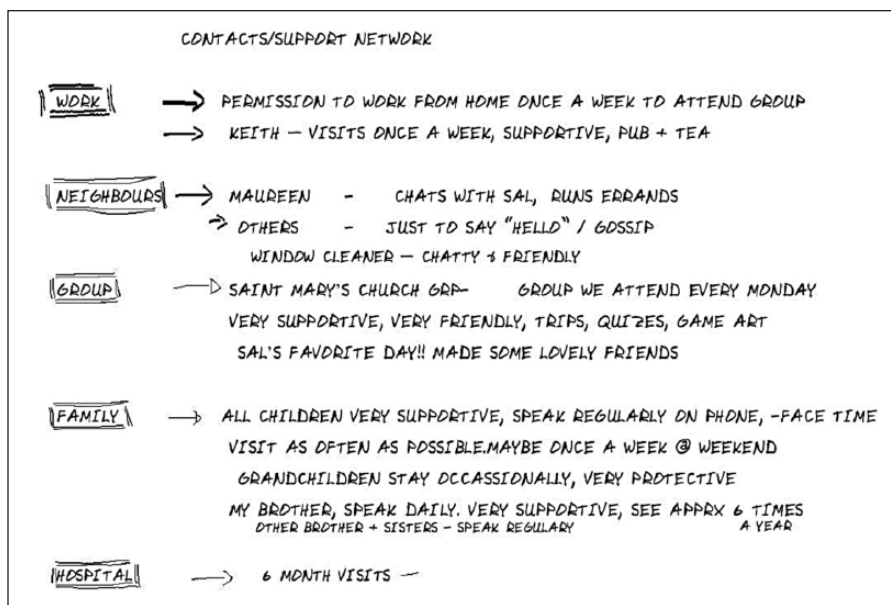 CONTACTS/SUPPORT NETWORK
WORK → PERMISSION TO WORK FROM HOME ONCE A WEEK TO ATTEND GROUP
→ KEITH — VISITS ONCE A WEEK, SUPPORTIVE, PUB + TEA
NEIGHBOURS → MAUREEN - CHATS WITH SAL, RUNS ERRANDS
→ OTHERS - JUST TO SAY "HELLO" / GOSSIP
WINDOW CLEANER — CHATTY & FRIENDLY
GROUP → SAINT MARY'S CHURCH GRP— GROUP WE ATTEND EVERY MONDAY
VERY SUPPORTIVE, VERY FRIENDLY, TRIPS, QUIZES, GAME ART
SAL'S FAVORITE DAY!! MADE SOME LOVELY FRIENDS
FAMILY → ALL CHILDREN VERY SUPPORTIVE, SPEAK REGULARLY ON PHONE, -FACE TIME
VISIT AS OFTEN AS POSSIBLE.MAYBE ONCE A WEEK @ WEEKEND
GRANDCHILDREN STAY OCCASSIONALLY, VERY PROTECTIVE
MY BROTHER, SPEAK DAILY. VERY SUPPORTIVE, SEE APPRX 6 TIMES
OTHER BROTHER + SISTERS – SPEAK REGULARY A YEAR
HOSPITAL → 6 MONTH VISITS —